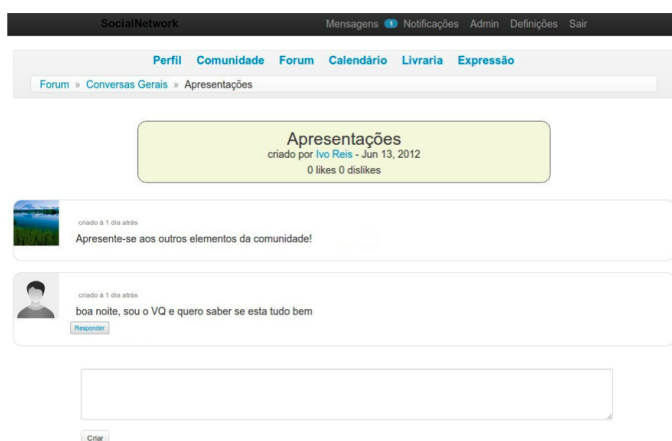 SocialNetwork Mensagens 1 Notificações Admin Definições Sair
Perfil Comunidade Forum Calendário Livraria Expressão
Forum » Conversas Gerais » Apresentações
Apresentações
criado por Ivo Reis - Jun 13, 2012
0 likes 0 dislikes
criado à 1 dia atrás
Apresente-se aos outros elementos da comunidade!
criado à 1 dia atrás
boa noite, sou o VQ e quero saber se esta tudo bem
Responder
Criar